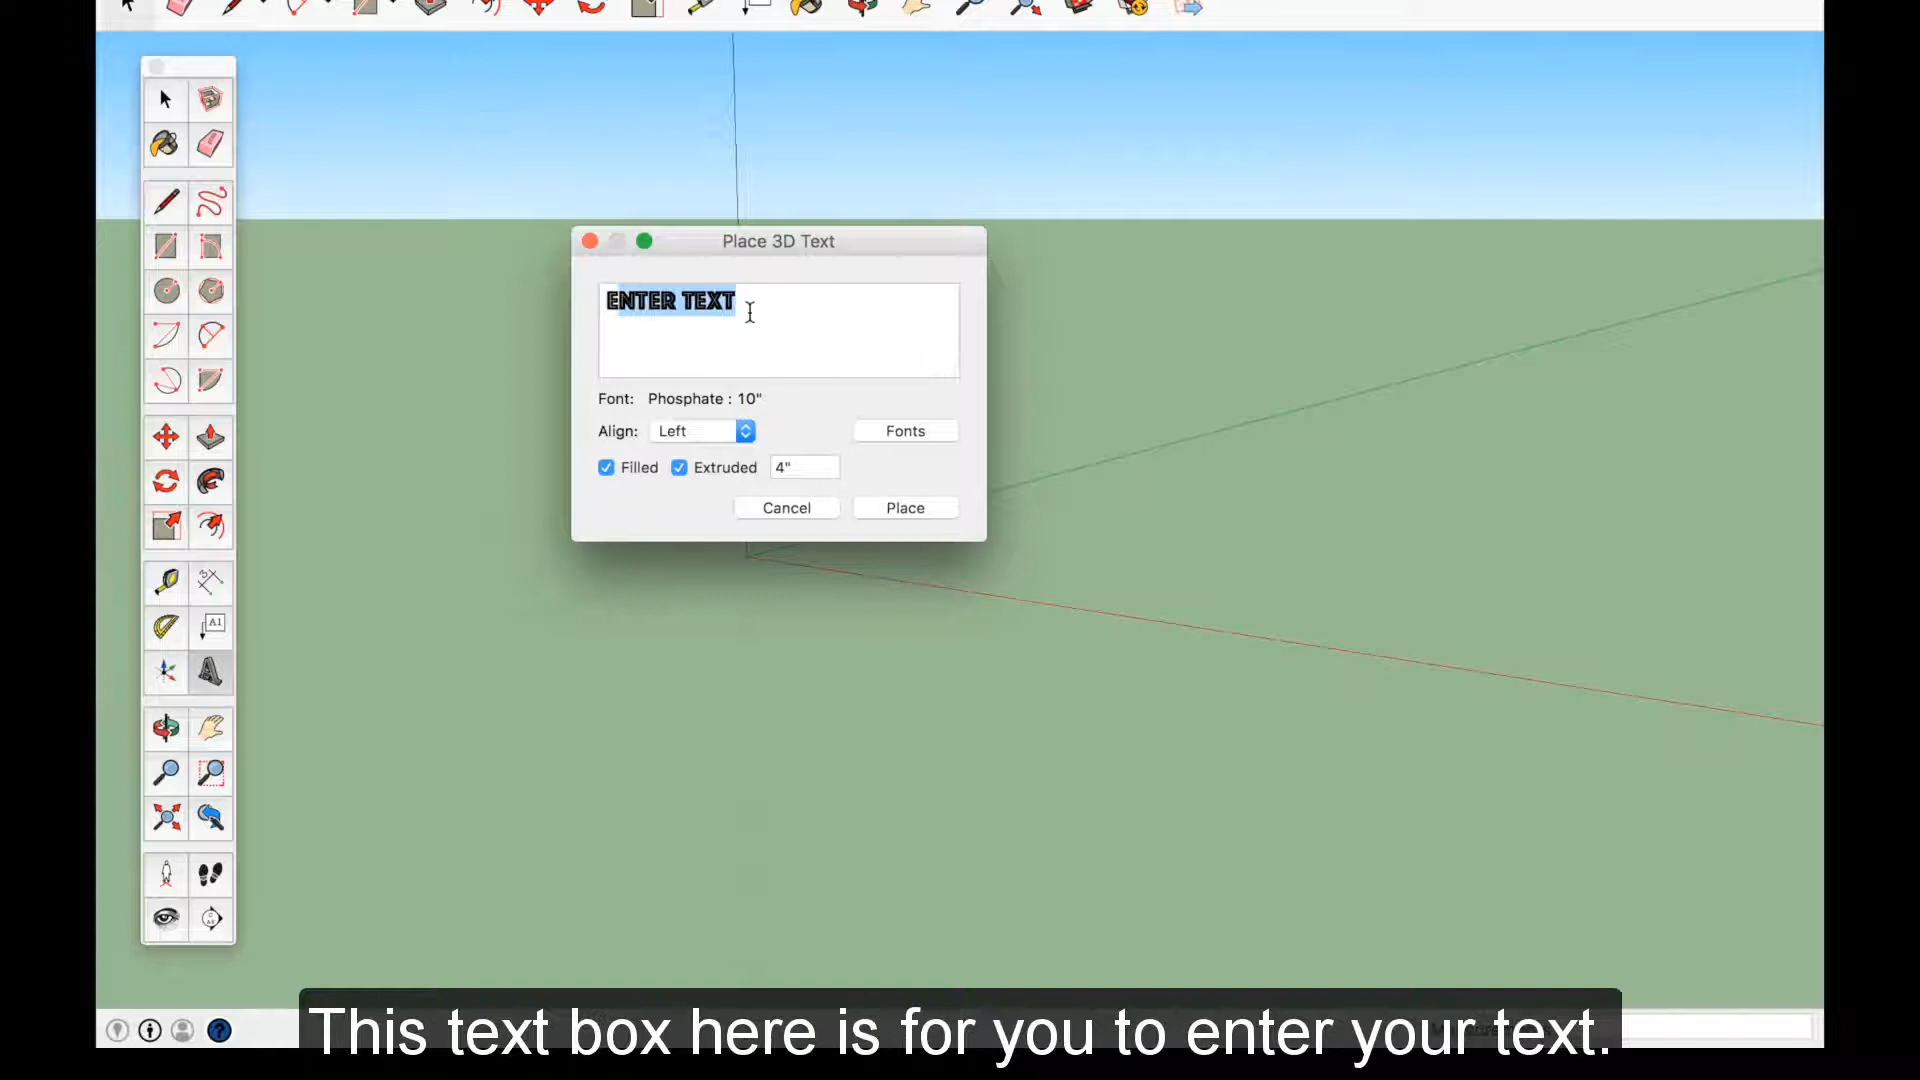 Place 3D Text
ENTER TEXT
Font: Phosphate : 10"
Align: Left
Fonts
Filled
Extruded
4"
Cancel
Place
A1
This text box here is for you to enter your text.